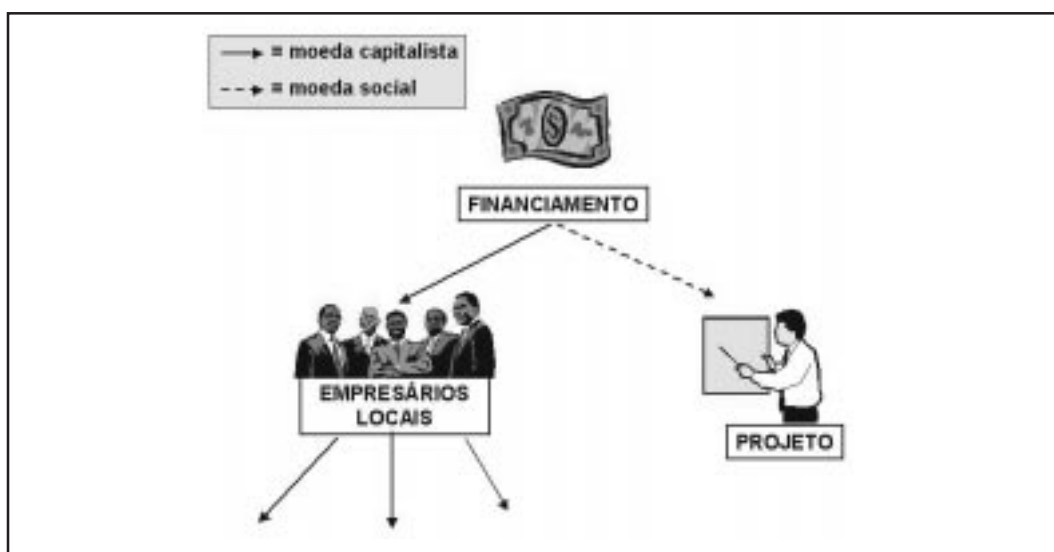 = moeda capitalista
= moeda social
FINANCIAMENTO
EMPRESÁRIOS
LOCAIS
PROJETO